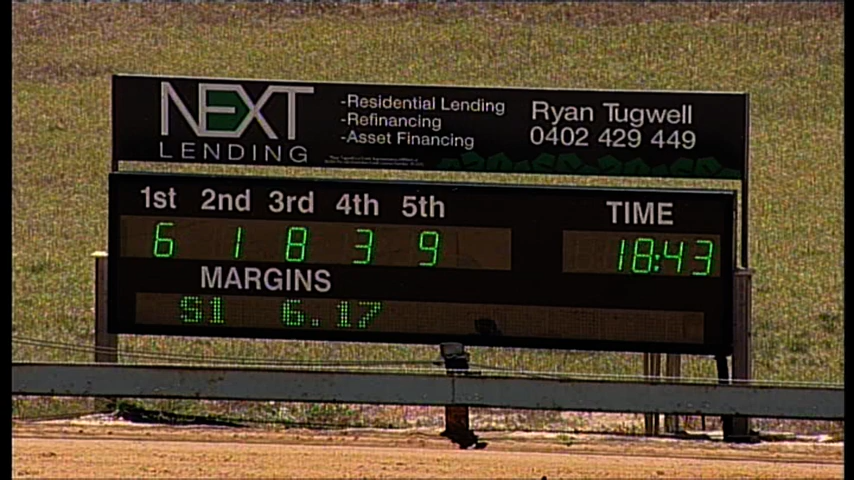 NEXT
LENDING
-Residential Lending
-Refinancing
-Asset Financing
Ryan Tugwell
0402 429 449
1st 2nd 3rd 4th 5th TIME
6 1 8 3 9 18:43
MARGINS
S1 6.17